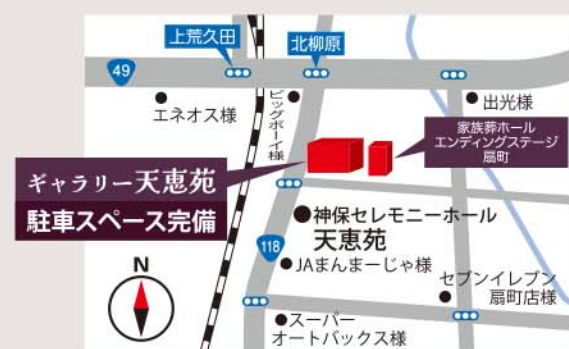 上荒久田
北柳原
49
エネオス様
ビッグボーイ様
出光様
家族葬ホール
エンディングステージ
扇町
ギャラリー天恵苑
駐車スペース完備
神保セレモニーホール
天恵苑
118
JAまんまーじゃ様
N
セブンイレブン
扇町店様
スーパー
オートバックス様